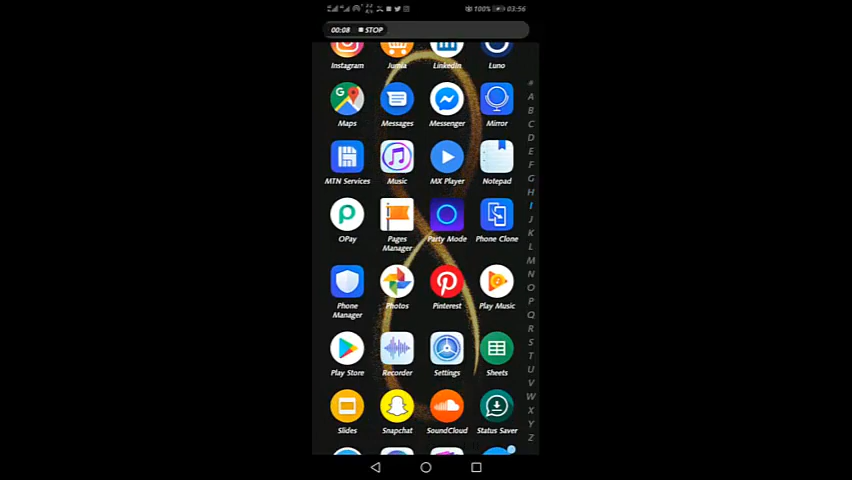 100% 03:56
00:08 STOP
Instagram Jumia LinkedIn Luno
Maps Messages Messenger Mirror
MTN Services Music MX Player Notepad
OPay Pages Manager Party Mode Phone Clone
Phone Manager Photos Pinterest Play Music
Play Store Recorder Settings Sheets
Slides Snapchat SoundCloud Status Saver
#
A
B
C
D
E
F
G
H
I
J
K
L
M
N
O
P
Q
R
S
T
U
V
W
X
Y
Z